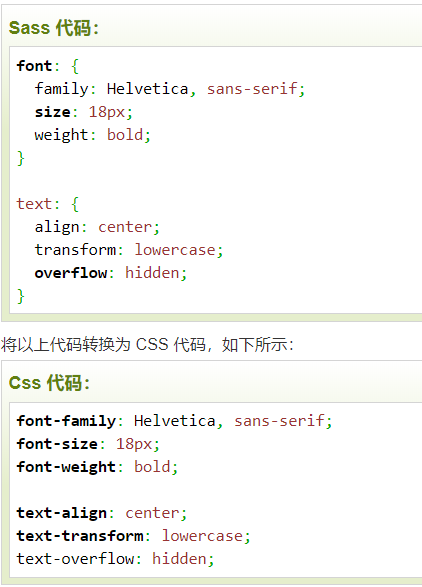 Sass 代码：
font: {
  family: Helvetica, sans-serif;
  size: 18px;
  weight: bold;
}

text: {
  align: center;
  transform: lowercase;
  overflow: hidden;
}
将以上代码转换为 CSS 代码，如下所示：
Css 代码：
font-family: Helvetica, sans-serif;
font-size: 18px;
font-weight: bold;

text-align: center;
text-transform: lowercase;
text-overflow: hidden;